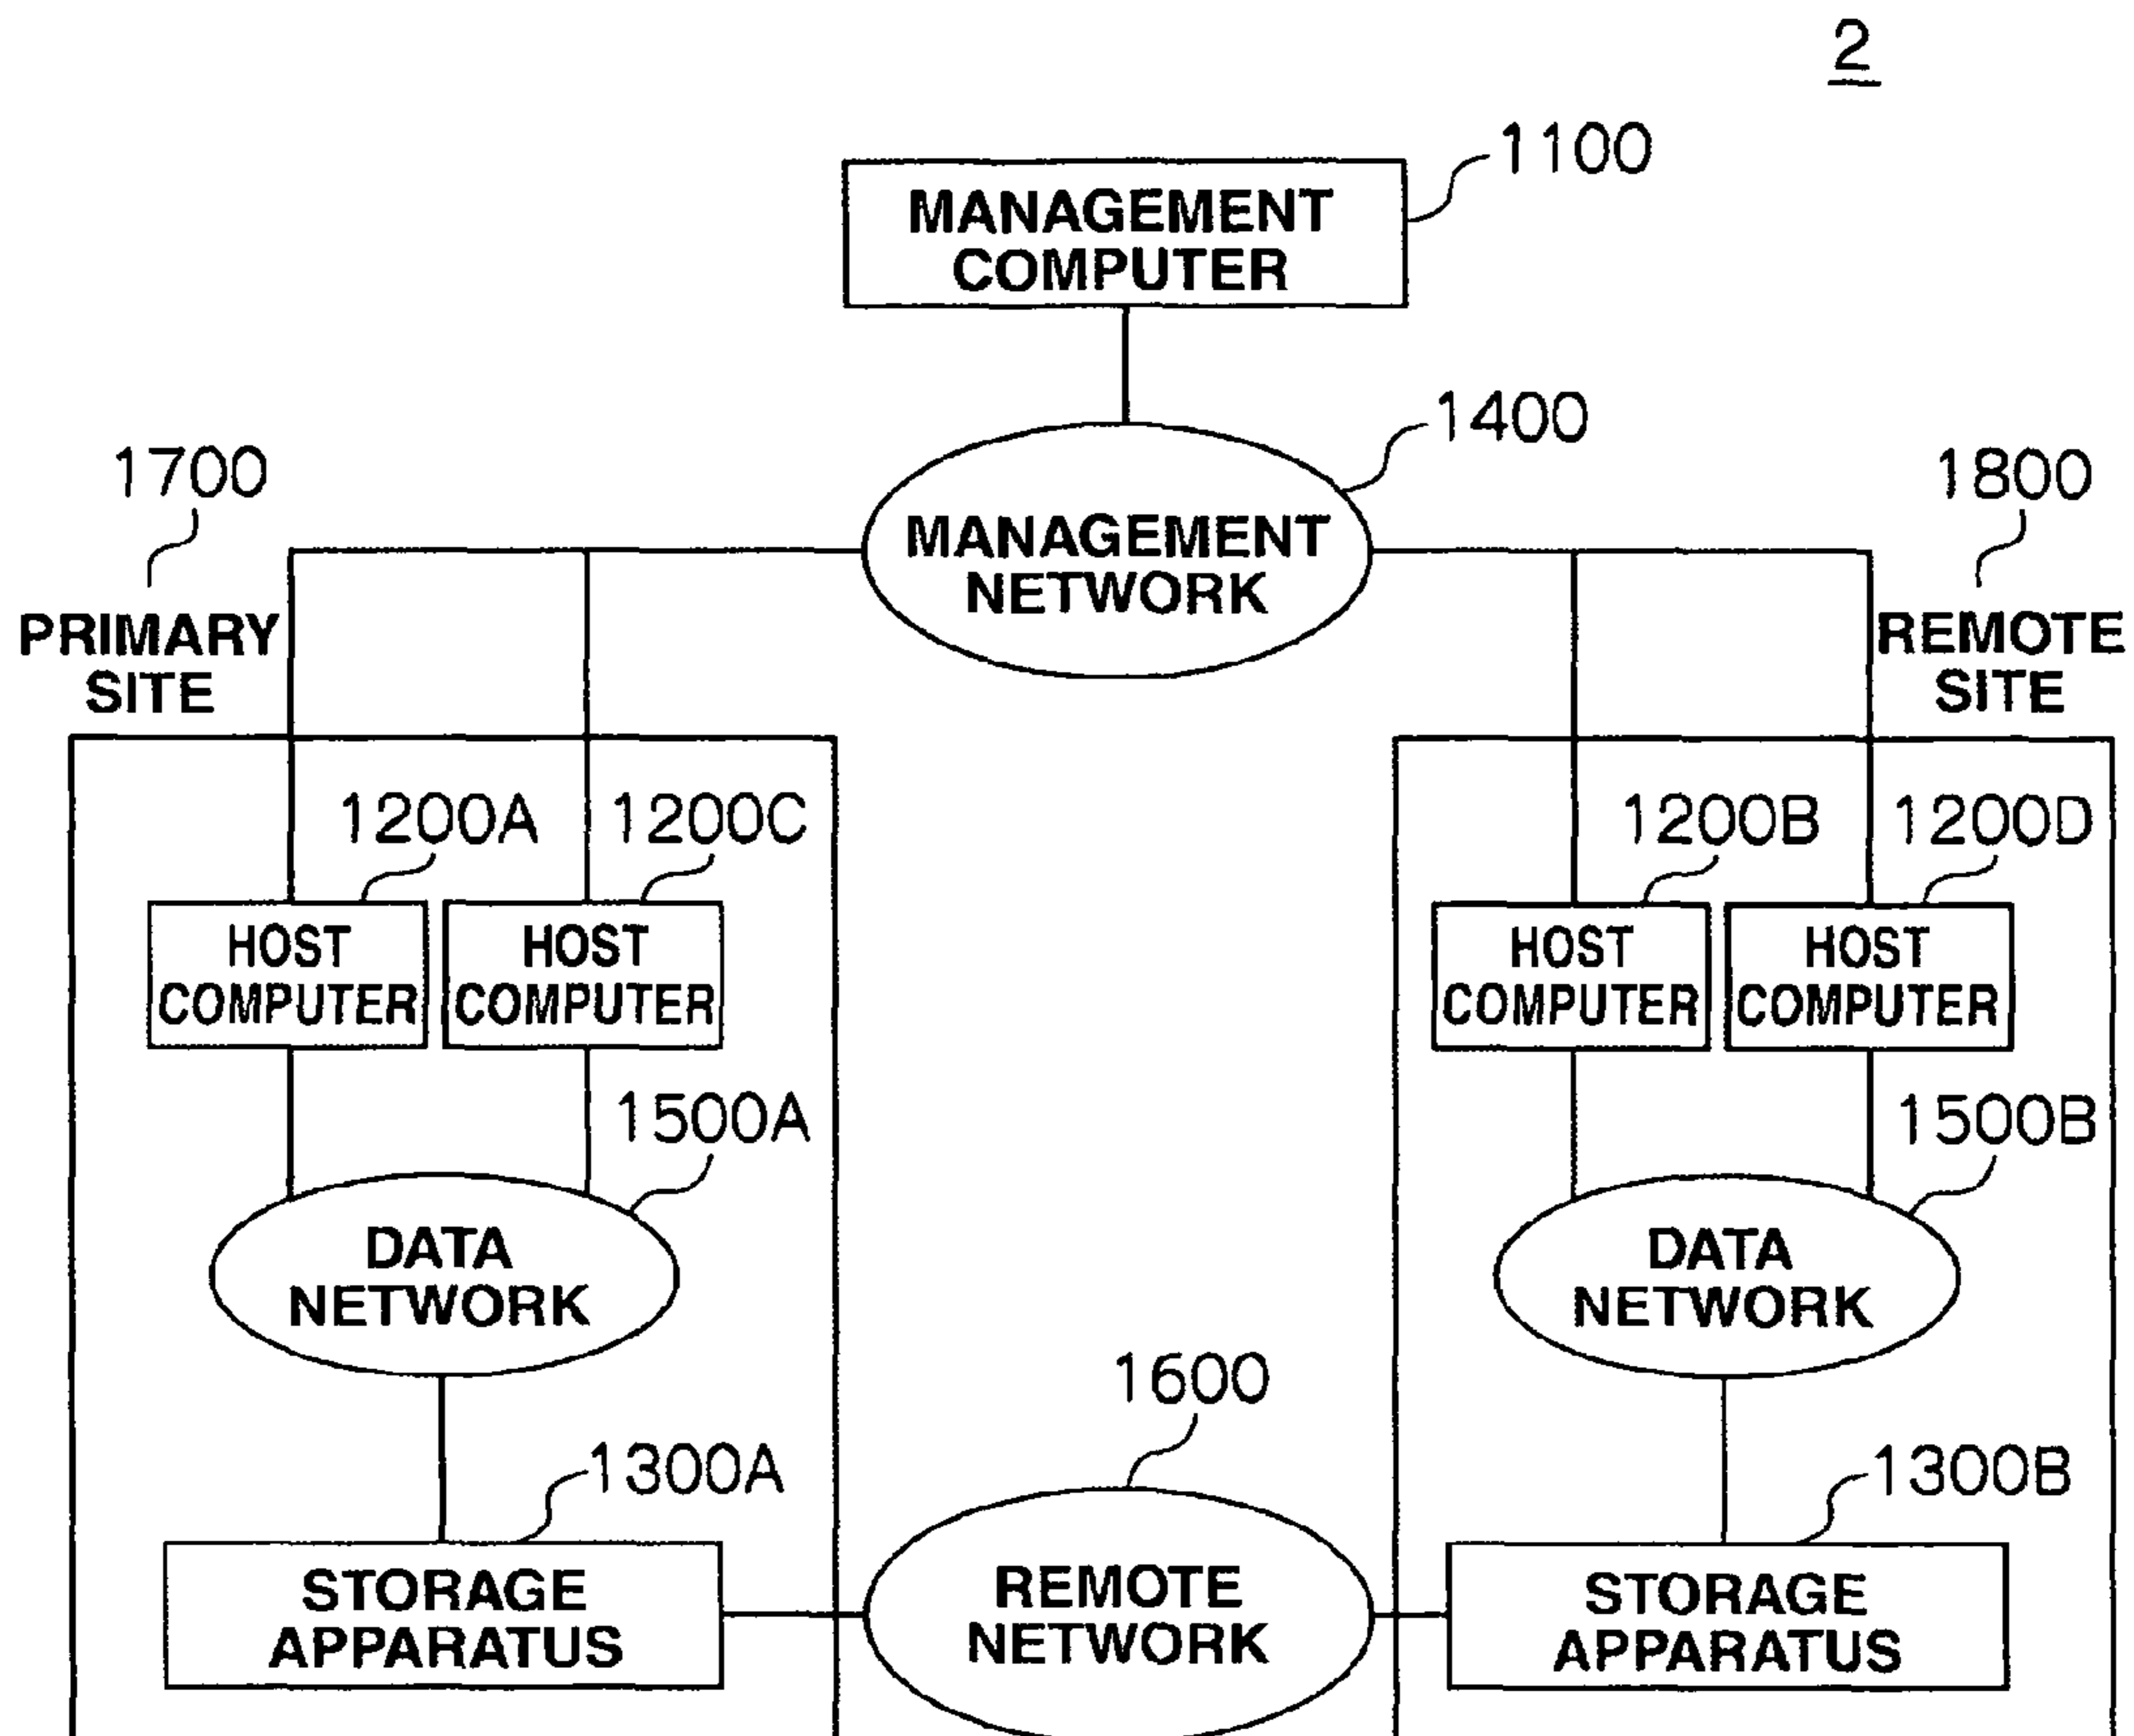 2
1100
MANAGEMENT
COMPUTER
1400
MANAGEMENT
NETWORK
1700
PRIMARY
SITE
1800
REMOTE
SITE
1200A
1200C
HOST
COMPUTER
HOST
COMPUTER
1500A
DATA
NETWORK
1300A
STORAGE
APPARATUS
1200B
1200D
HOST
COMPUTER
HOST
COMPUTER
1500B
DATA
NETWORK
1300B
STORAGE
APPARATUS
1600
REMOTE
NETWORK